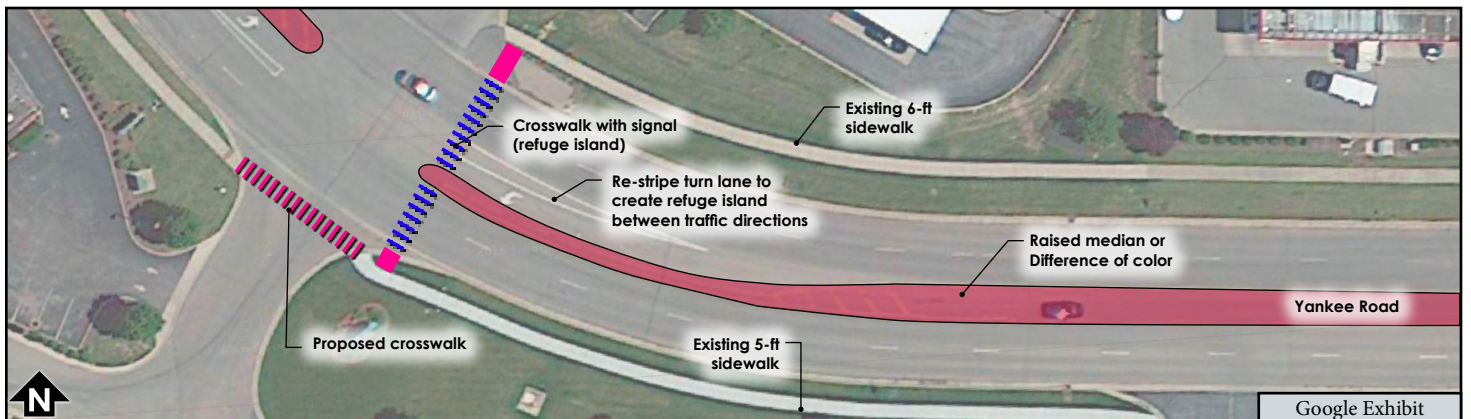 Existing 6-ft
sidewalk
Crosswalk with signal
(refuge island)
Re-stripe turn lane to
create refuge island
between traffic directions
Raised median or
Difference of color
Yankee Road
Proposed crosswalk
Existing 5-ft
sidewalk
N
Google Exhibit